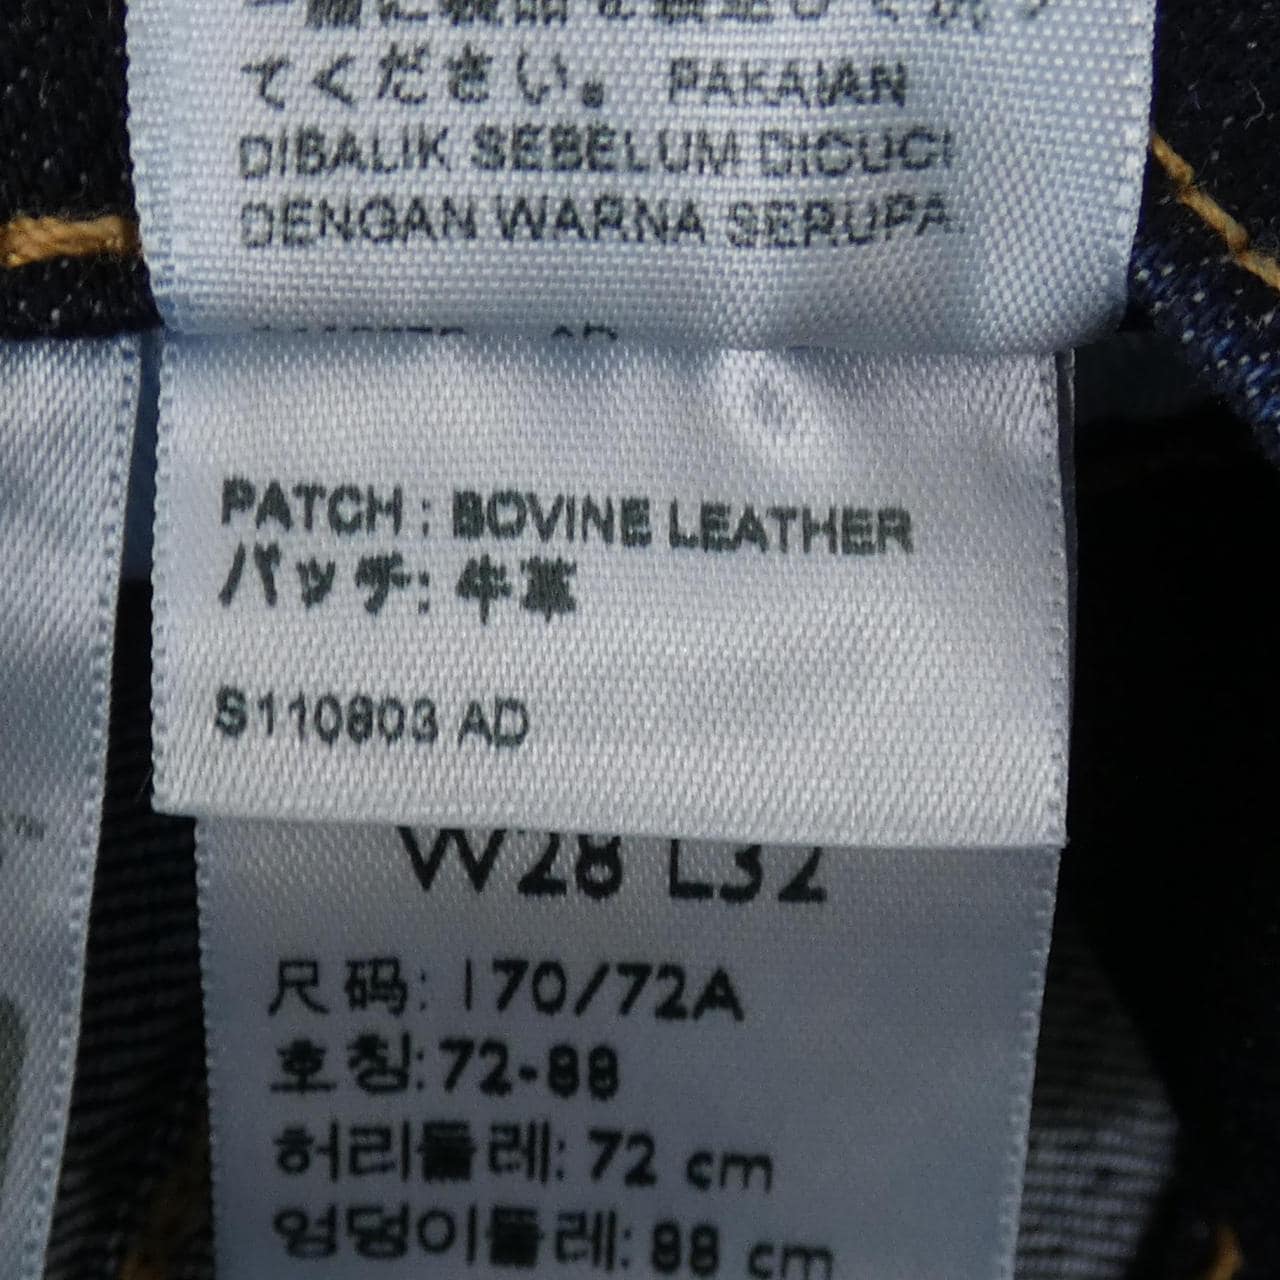 てください。 PAKAIAN
DIBALIK SEBELUM DICUCI
DENGAN WARNA SERUPA
PATCH : BOVINE LEATHER
パッチ: 牛革
S110803 AD
W28 L32
尺码: 170/72A
호칭: 72-88
허리둘레: 72 cm
엉덩이둘레: 88 cm